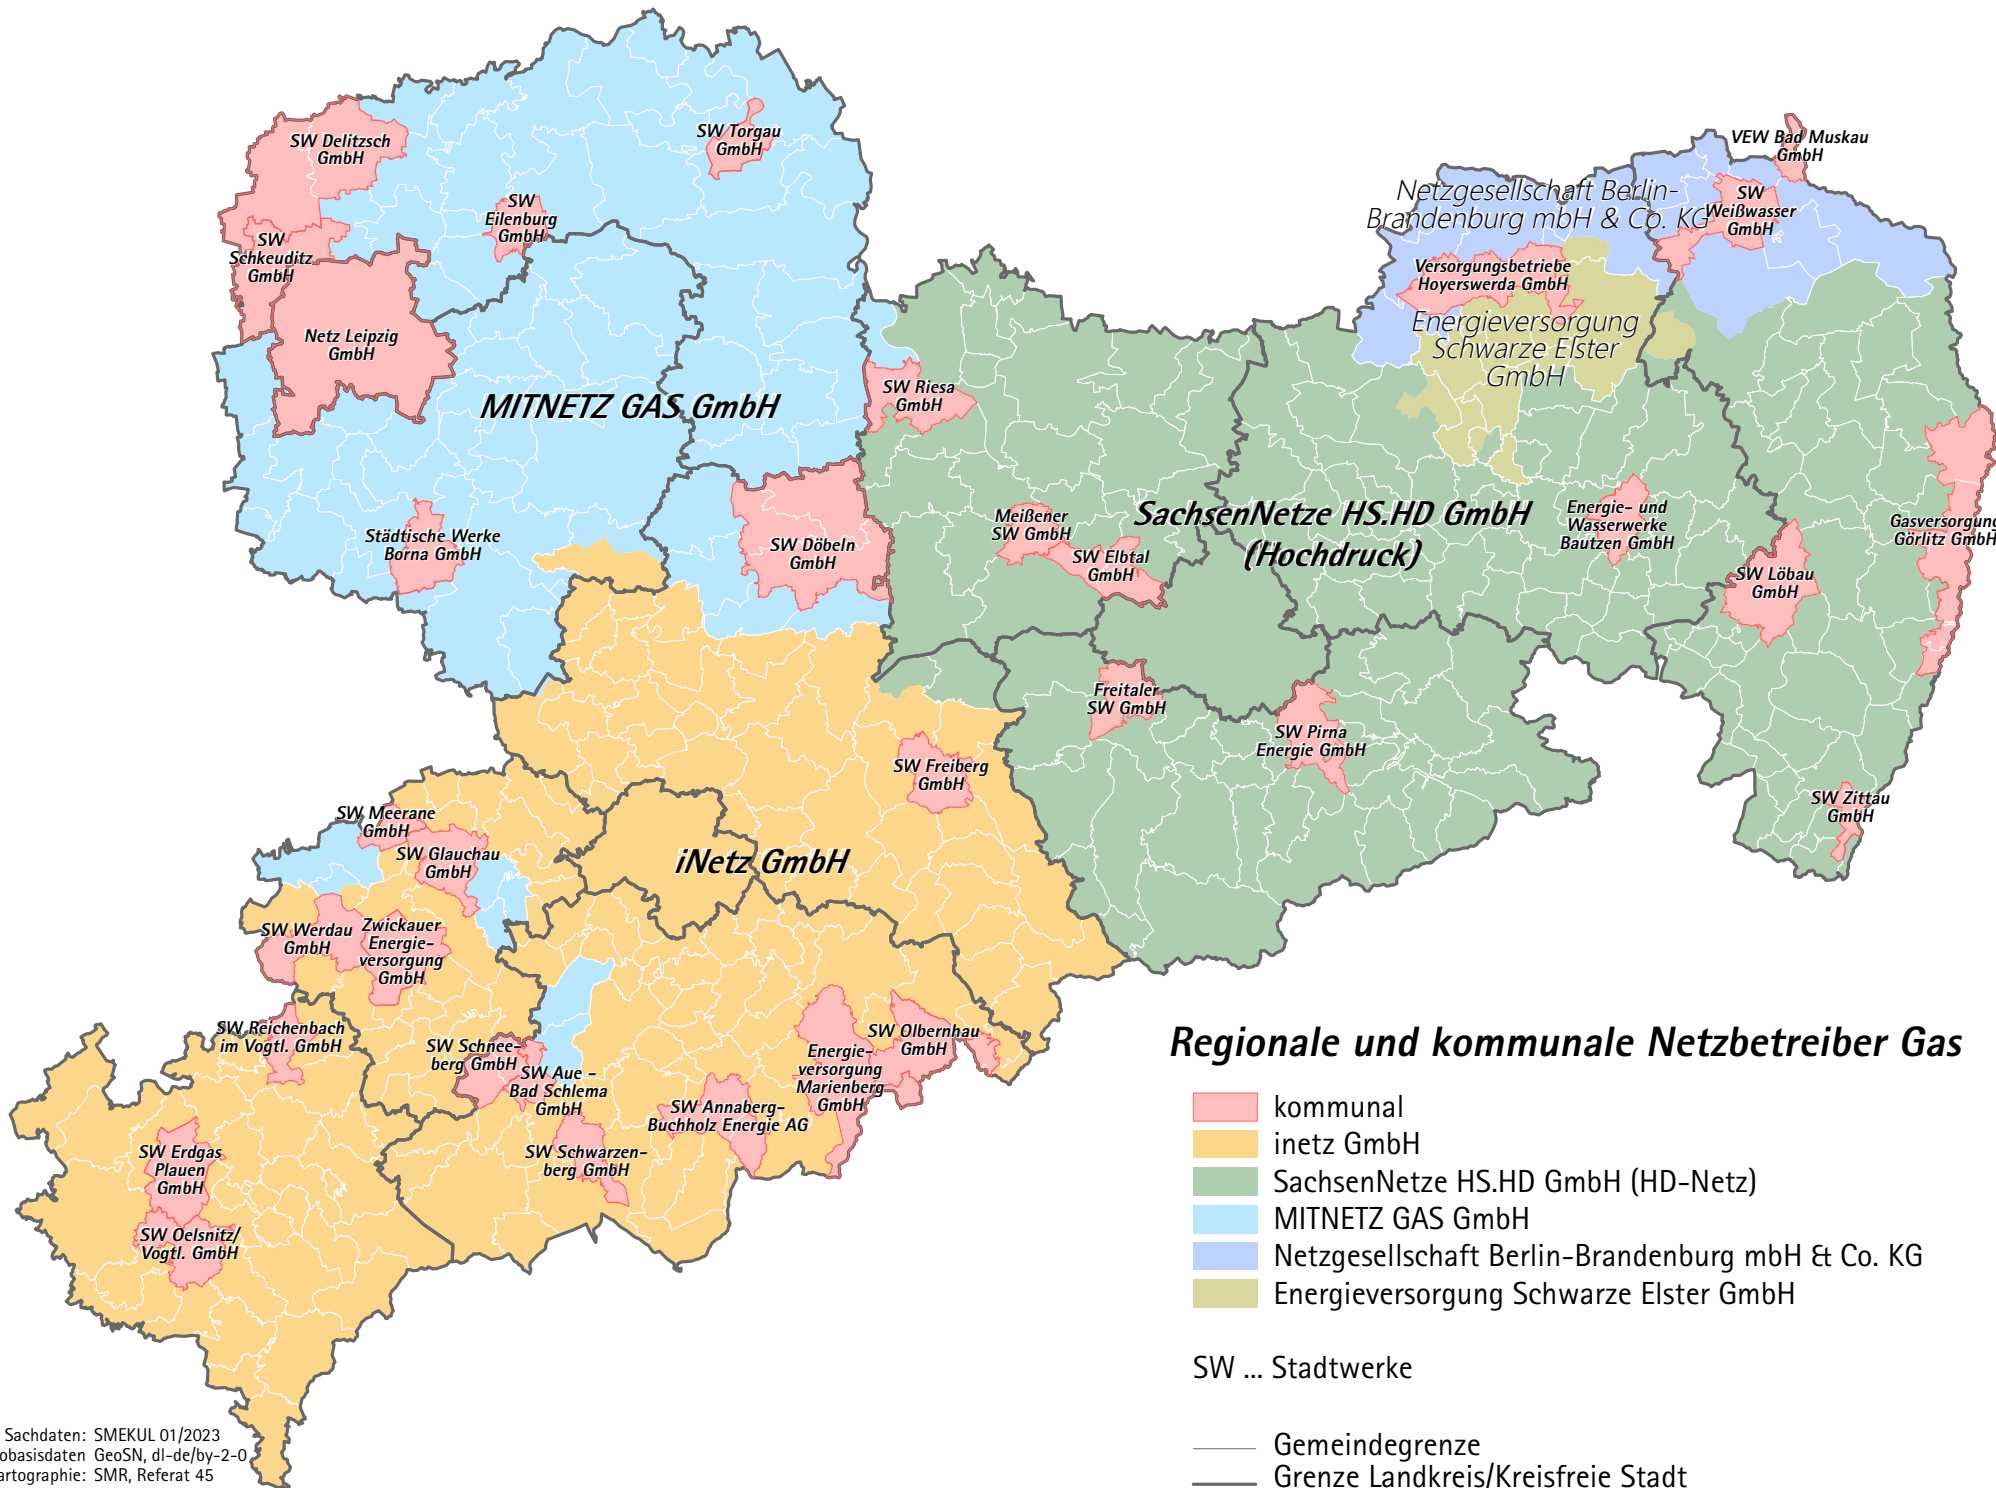 SW Delitzsch
GmbH
SW Torgau
GmbH
VEW Bad Muskau
GmbH
SW
Eilenburg
GmbH
SW
Schkeuditz
GmbH
Netzgesellschaft Berlin-
Brandenburg mbH & Co. KG
SW
Weißwasser
GmbH
Versorgungsbetriebe
Hoyerswerda GmbH
Netz Leipzig
GmbH
Energieversorgung
Schwarze Elster
GmbH
MITNETZ GAS GmbH
SW Riesa
GmbH
SachsenNetze HS.HD GmbH
(Hochdruck)
Städtische Werke
Borna GmbH
SW Döbeln
GmbH
Meißener
SW GmbH
SW Elbtal
GmbH
Energie- und
Wasserwerke
Bautzen GmbH
Gasversorgung
Görlitz GmbH
SW Löbau
GmbH
Freitaler
SW GmbH
SW Pirna
Energie GmbH
SW Freiberg
GmbH
SW Zittau
GmbH
SW Meerane
GmbH
SW Glauchau
GmbH
iNetz GmbH
SW Werdau
GmbH
Zwickauer
Energie-
versorgung
GmbH
SW Reichenbach
im Vogtl. GmbH
SW Schnee-
berg GmbH
SW Aue -
Bad Schlema
GmbH
SW Olbernhau
GmbH
Energie-
versorgung
Marienberg
GmbH
SW Annaberg-
Buchholz Energie AG
SW Schwarzen-
berg GmbH
SW Erdgas
Plauen
GmbH
SW Oelsnitz/
Vogtl. GmbH
Regionale und kommunale Netzbetreiber Gas
kommunal
inetz GmbH
SachsenNetze HS.HD GmbH (HD-Netz)
MITNETZ GAS GmbH
Netzgesellschaft Berlin-Brandenburg mbH & Co. KG
Energieversorgung Schwarze Elster GmbH
SW ... Stadtwerke
Gemeindegrenze
Grenze Landkreis/Kreisfreie Stadt
Sachdaten: SMEKUL 01/2023
obasisdaten GeoSN, dl-de/by-2-0
artographie: SMR, Referat 45